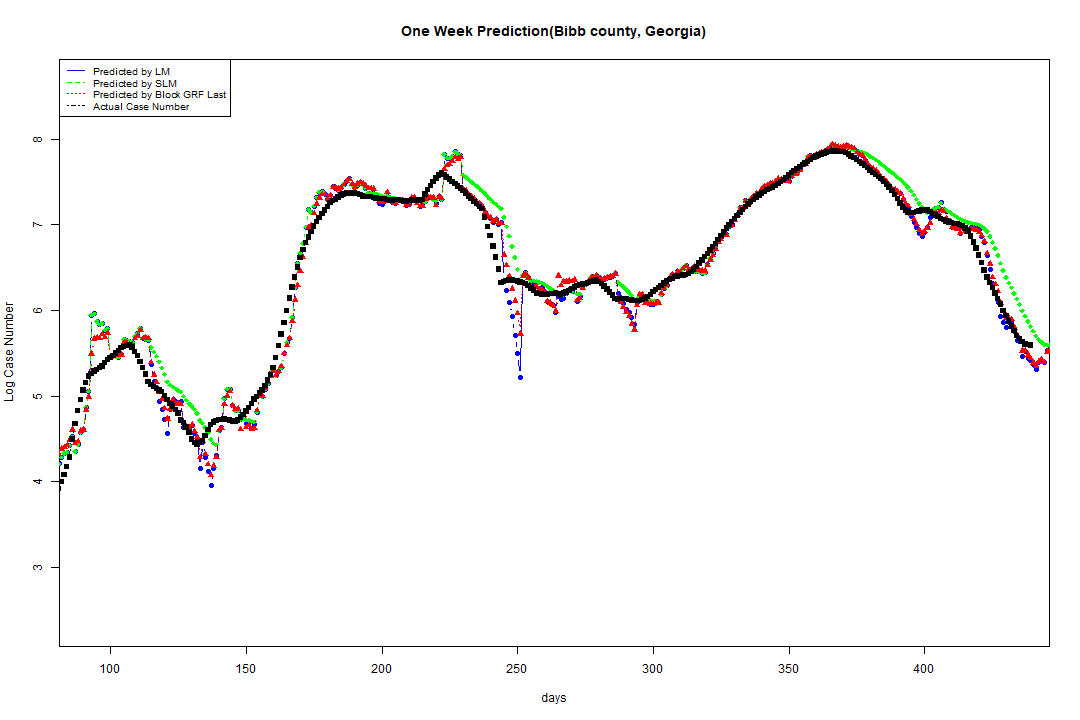 One Week Prediction(Bibb county, Georgia)
Predicted by LM
Predicted by SLM
Predicted by Block GRF Last
Actual Case Number
8
7
6
5
4
3
Log Case Number
100 150 200 250 300 350 400
days